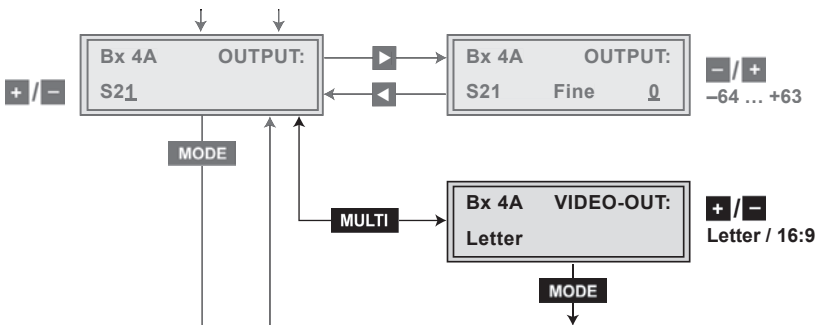 Bx 4A OUTPUT:
S21
+ / −
MODE
Bx 4A OUTPUT:
S21 Fine 0
− / +
−64 ... +63
MULTI
Bx 4A VIDEO-OUT:
Letter
+ / −
Letter / 16:9
MODE